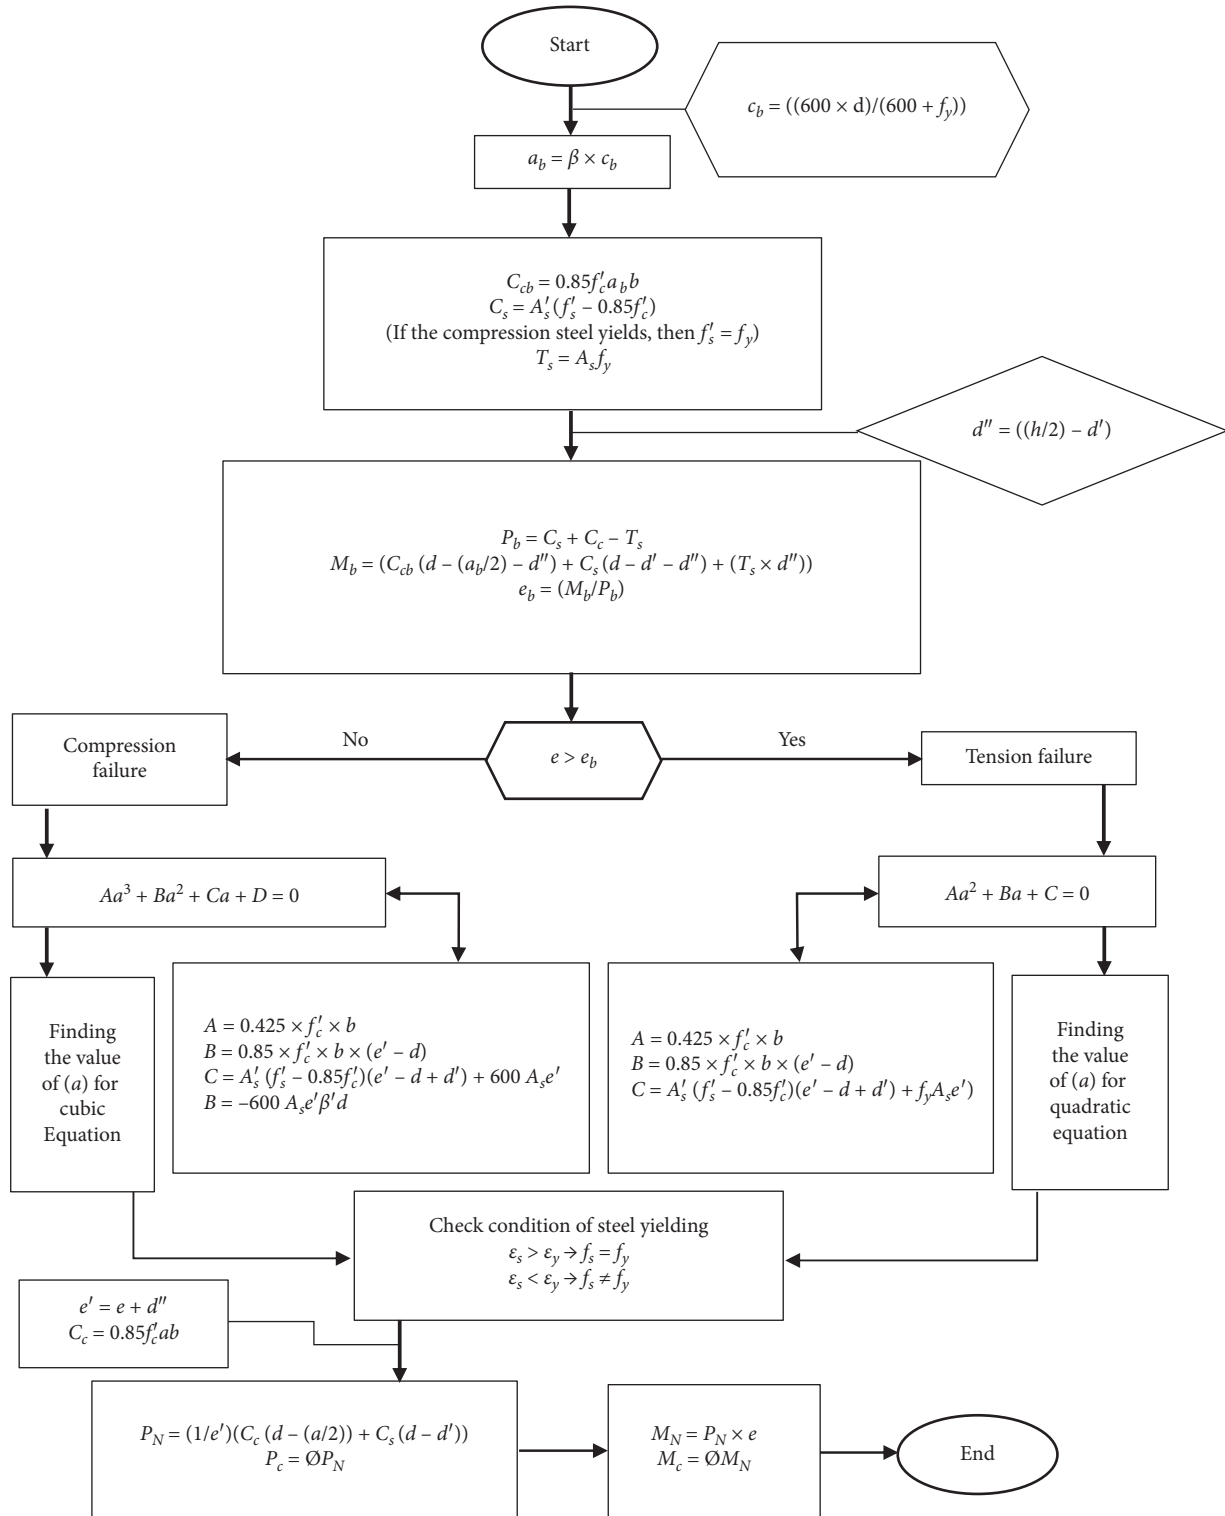 Start
c_b = ((600 × d)/(600 + f_y))
a_b = β × c_b
C_cb = 0.85f′_c a_b b
C_s = A′_s (f′_s – 0.85f′_c)
(If the compression steel yields, then f′_s = f_y)
T_s = A_s f_y
d″ = ((h/2) – d′)
P_b = C_s + C_c – T_s
M_b = (C_cb (d – (a_b/2) – d″) + C_s (d – d′ – d″) + (T_s × d″))
e_b = (M_b/P_b)
Compression
failure
No
e > e_b
Yes
Tension failure
Aa³ + Ba² + Ca + D = 0
Aa² + Ba + C = 0
Finding
the value
of (a) for
cubic
Equation
A = 0.425 × f′_c × b
B = 0.85 × f′_c × b × (e′ – d)
C = A′_s (f′_s – 0.85f′_c)(e′ – d + d′) + 600 A_s e′
B = –600 A_s e′β′d
A = 0.425 × f′_c × b
B = 0.85 × f′_c × b × (e′ – d)
C = A′_s (f′_s – 0.85f′_c)(e′ – d + d′) + f_y A_s e′)
Finding
the value
of (a) for
quadratic
equation
Check condition of steel yielding
ε_s > ε_y → f_s = f_y
ε_s < ε_y → f_s ≠ f_y
e′ = e + d″
C_c = 0.85f′_c ab
P_N = (1/e′)(C_c (d – (a/2)) + C_s (d – d′))
P_c = ØP_N
M_N = P_N × e
M_c = ØM_N
End